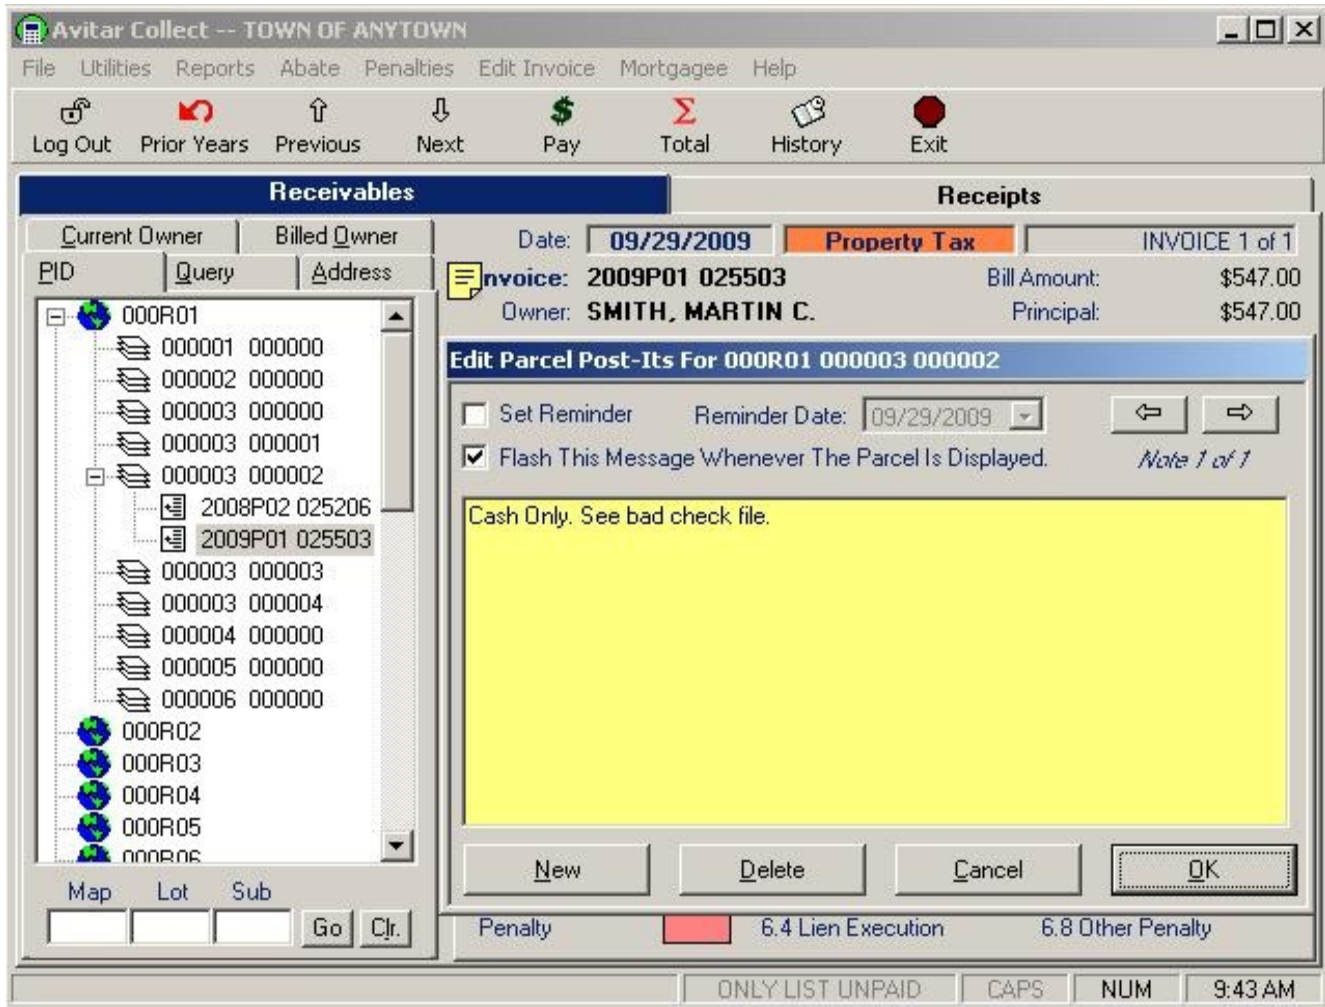 Avitar Collect -- TOWN OF ANYTOWN
File Utilities Reports Abate Penalties Edit Invoice Mortgagee Help
Log Out Prior Years Previous Next Pay Total History Exit
Receivables Receipts
Current Owner Billed Owner
PID Query Address
Date: 09/29/2009 Property Tax INVOICE 1 of 1
nvoice: 2009P01 025503 Bill Amount: $547.00
Owner: SMITH, MARTIN C. Principal: $547.00
000R01
000001 000000
000002 000000
000003 000000
000003 000001
000003 000002
2008P02 025206
2009P01 025503
000003 000003
000003 000004
000004 000000
000005 000000
000006 000000
000R02
000R03
000R04
000R05
000R06
Map Lot Sub
Go Clr.
Edit Parcel Post-Its For 000R01 000003 000002
Set Reminder Reminder Date: 09/29/2009
Flash This Message Whenever The Parcel Is Displayed. Note 1 of 1
Cash Only. See bad check file.
New Delete Cancel OK
Penalty 6.4 Lien Execution 6.8 Other Penalty
ONLY LIST UNPAID CAPS NUM 9:43 AM